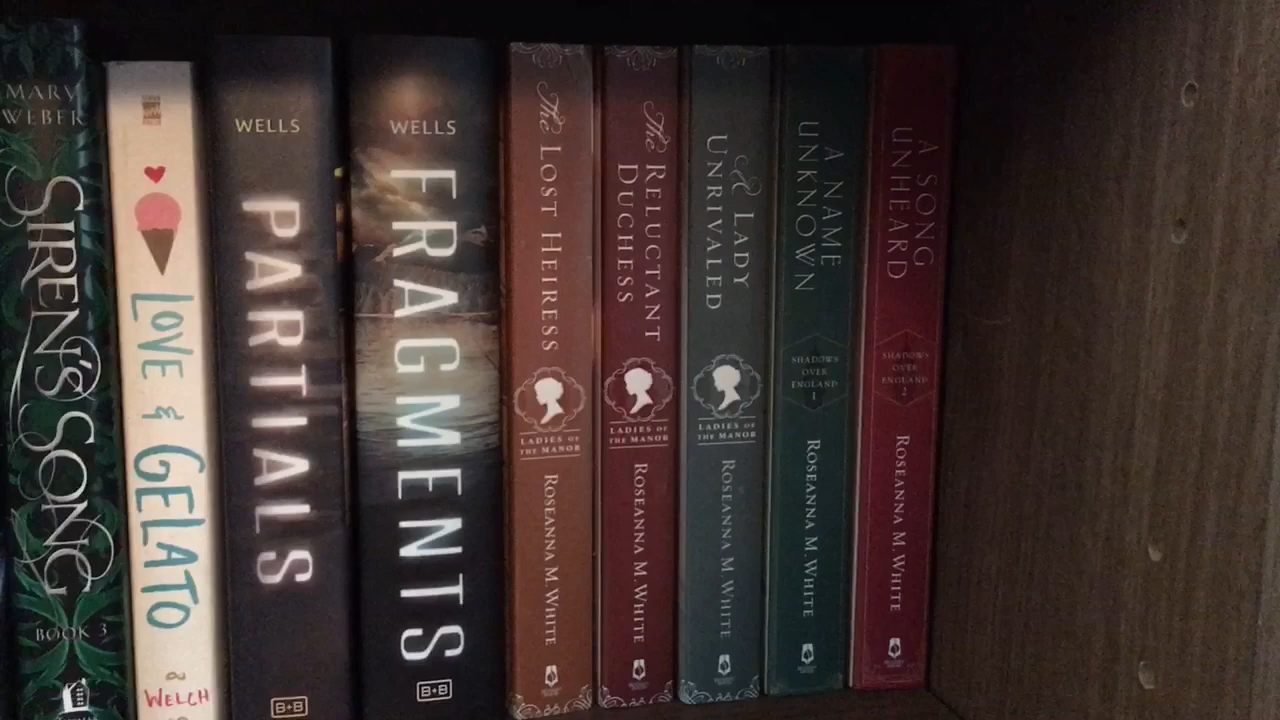 MARY
WEBER
SIREN'S SONG
BOOK 3
LOVE & GELATO
WELCH
WELLS
PARTIALS
B+B
WELLS
FRAGMENTS
B+B
The LOST HEIRESS
LADIES OF
THE MANOR
ROSEANNA M. WHITE
The RELUCTANT
DUCHESS
LADIES OF
THE MANOR
ROSEANNA M. WHITE
A LADY
UNRIVALED
LADIES OF
THE MANOR
ROSEANNA M. WHITE
A NAME
UNKNOWN
SHADOWS
OVER
ENGLAND
1
ROSEANNA M. WHITE
A SONG
UNHEARD
SHADOWS
OVER
ENGLAND
2
ROSEANNA M. WHITE